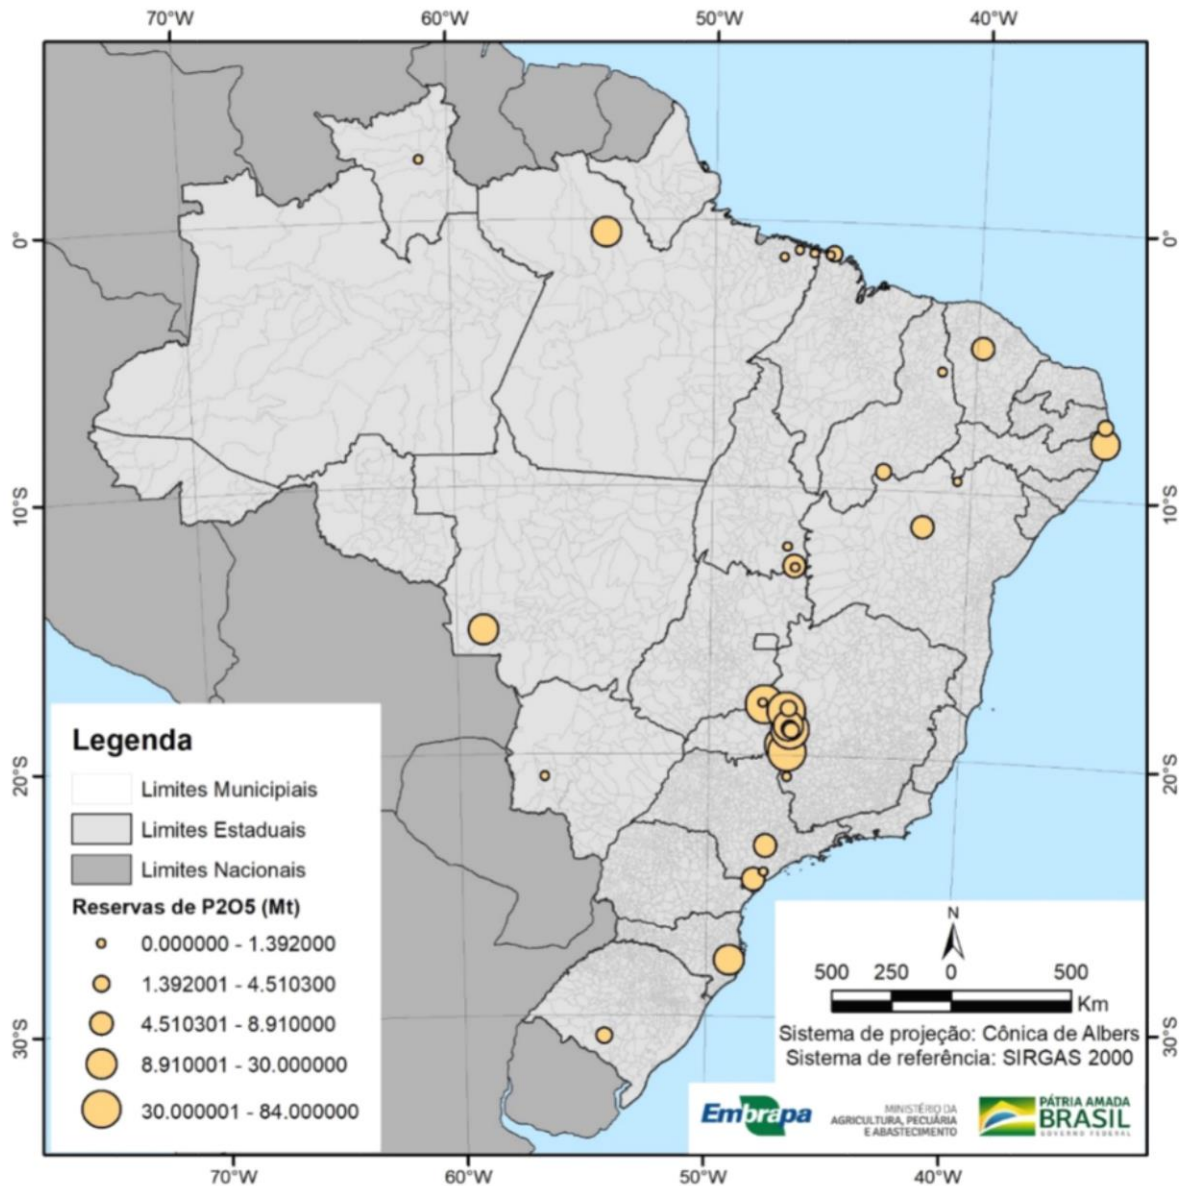 70°W 60°W 50°W 40°W
0° 0°
10°S 10°S
20°S 20°S
30°S 30°S
Legenda
Limites Municipiais
Limites Estaduais
Limites Nacionais
Reservas de P2O5 (Mt)
0.000000 - 1.392000
1.392001 - 4.510300
4.510301 - 8.910000
8.910001 - 30.000000
30.000001 - 84.000000
N
500 250 0 500
Km
Sistema de projeção: Cônica de Albers
Sistema de referência: SIRGAS 2000
Embrapa
MINISTÉRIO DA
AGRICULTURA, PECUÁRIA
E ABASTECIMENTO
PÁTRIA AMADA
BRASIL
GOVERNO FEDERAL
70°W 60°W 50°W 40°W